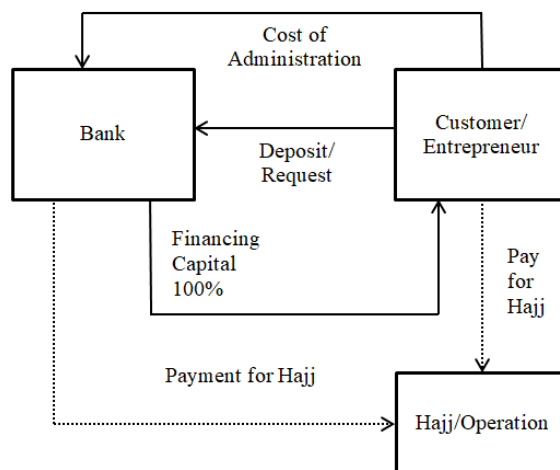 Cost of
Administration
Bank
Customer/
Entrepreneur
Deposit/
Request
Financing
Capital
100%
Pay
for
Hajj
Payment for Hajj
Hajj/Operation